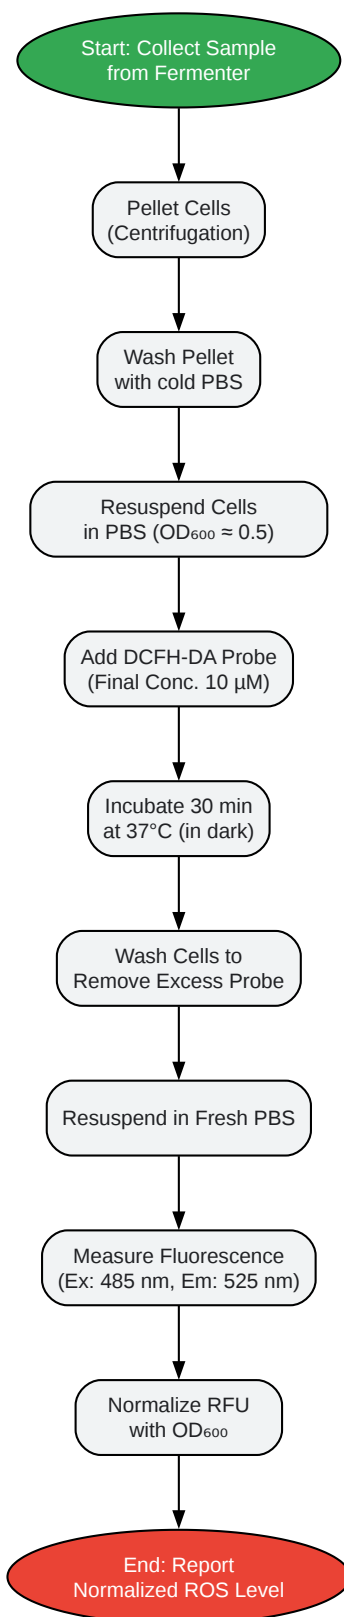 Start: Collect Sample
from Fermenter
Pellet Cells
(Centrifugation)
Wash Pellet
with cold PBS
Resuspend Cells
in PBS (OD₆₀₀ ≈ 0.5)
Add DCFH-DA Probe
(Final Conc. 10 µM)
Incubate 30 min
at 37°C (in dark)
Wash Cells to
Remove Excess Probe
Resuspend in Fresh PBS
Measure Fluorescence
(Ex: 485 nm, Em: 525 nm)
Normalize RFU
with OD₆₀₀
End: Report
Normalized ROS Level